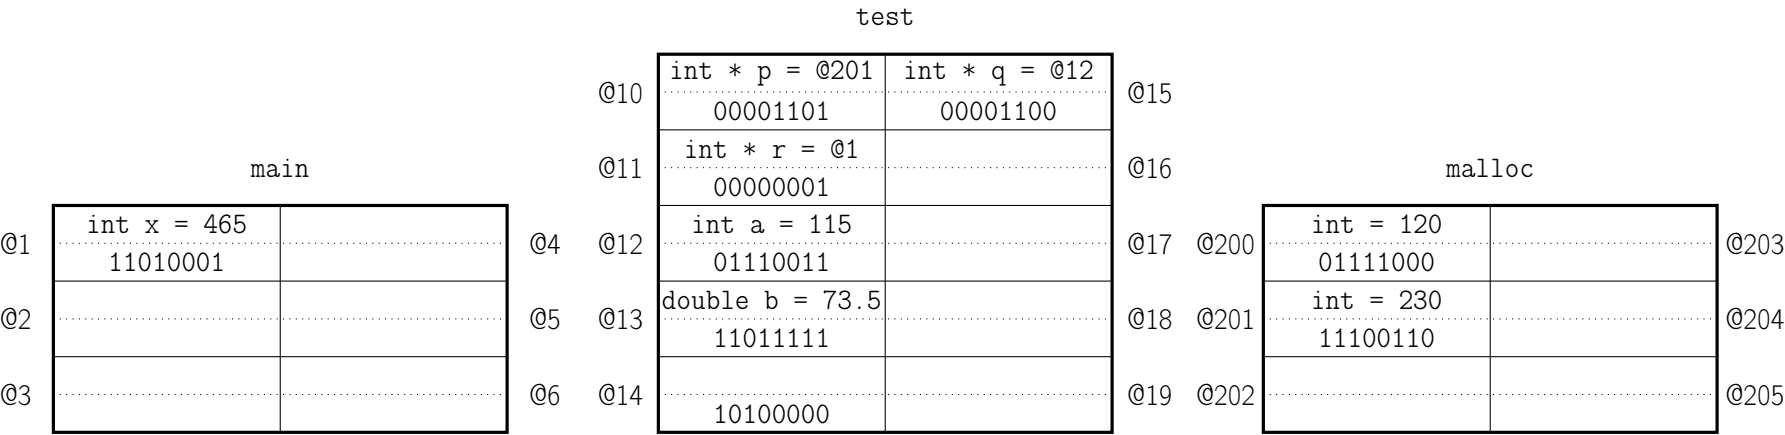 test
int * p = @201 int * q = @12
@10 @15
00001101 00001100
int * r = @1
@11 @16
00000001
main
malloc
int x = 465
@1 @4
11010001
@2 @5
@3 @6
int a = 115
@12 @17
01110011
double b = 73.5
@13 @18
11011111
@14 @19
10100000
int = 120
@200 @203
01111000
int = 230
@201 @204
11100110
@202 @205